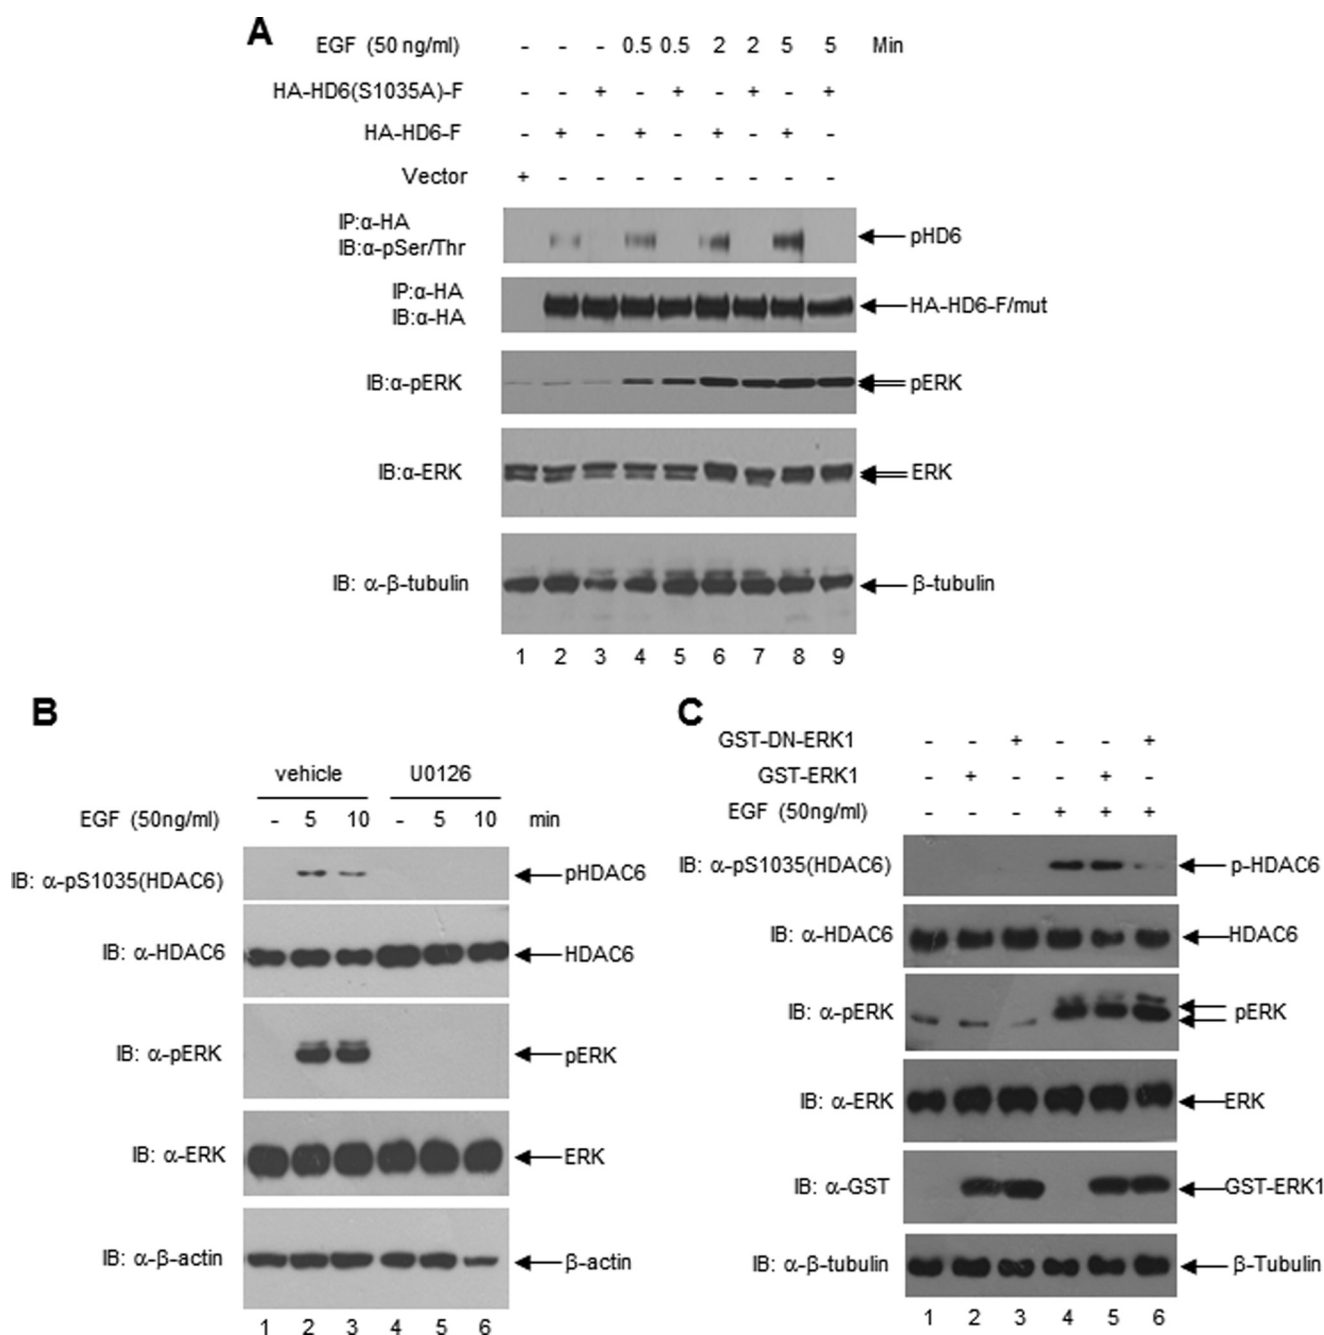 A
EGF (50 ng/ml) - - - 0.5 0.5 2 2 5 5 Min
HA-HD6(S1035A)-F - - + - + - + - +
HA-HD6-F - + - + - + - + -
Vector + - - - - - - - -
IP:α-HA
IB:α-pSer/Thr
pHD6
IP:α-HA
IB:α-HA
HA-HD6-F/mut
IB:α-pERK pERK
IB:α-ERK ERK
IB: α-β-tubulin β-tubulin
1 2 3 4 5 6 7 8 9
B
vehicle U0126
EGF (50ng/ml) - 5 10 - 5 10 min
IB: α-pS1035(HDAC6) pHDAC6
IB: α-HDAC6 HDAC6
IB: α-pERK pERK
IB: α-ERK ERK
IB: α-β-actin β-actin
1 2 3 4 5 6
C
GST-DN-ERK1 - - + - - +
GST-ERK1 - + - - + -
EGF (50ng/ml) - - - + + +
IB: α-pS1035(HDAC6) p-HDAC6
IB: α-HDAC6 HDAC6
IB: α-pERK pERK
IB: α-ERK ERK
IB: α-GST GST-ERK1
IB: α-β-tubulin β-Tubulin
1 2 3 4 5 6